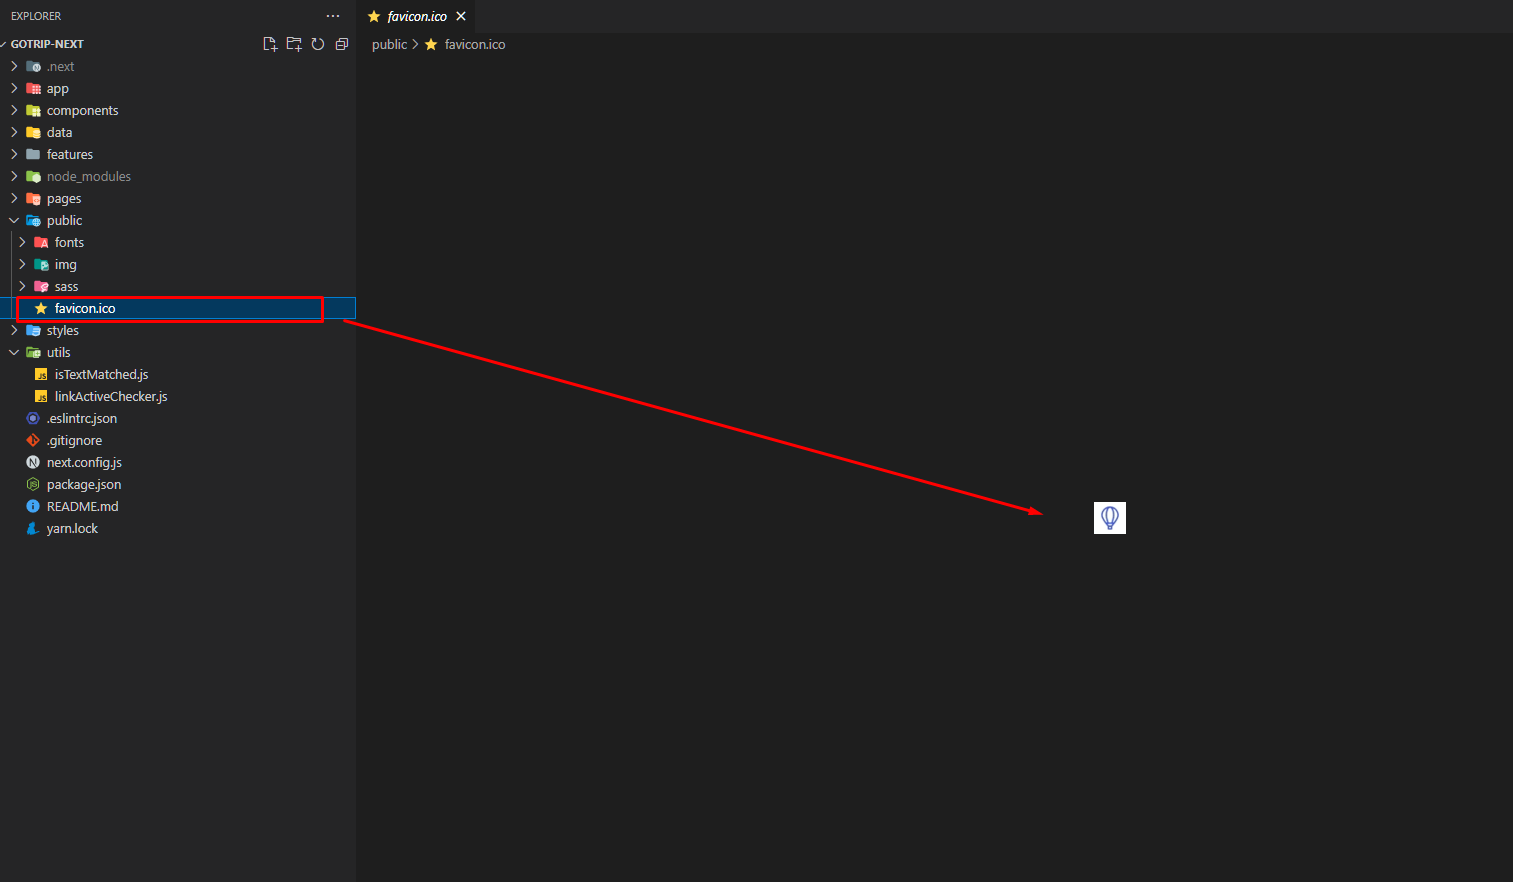 EXPLORER
GOTRIP-NEXT
.next
app
components
data
features
node_modules
pages
public
fonts
img
sass
favicon.ico
styles
utils
isTextMatched.js
linkActiveChecker.js
.eslintrc.json
.gitignore
next.config.js
package.json
README.md
yarn.lock
favicon.ico
public > favicon.ico